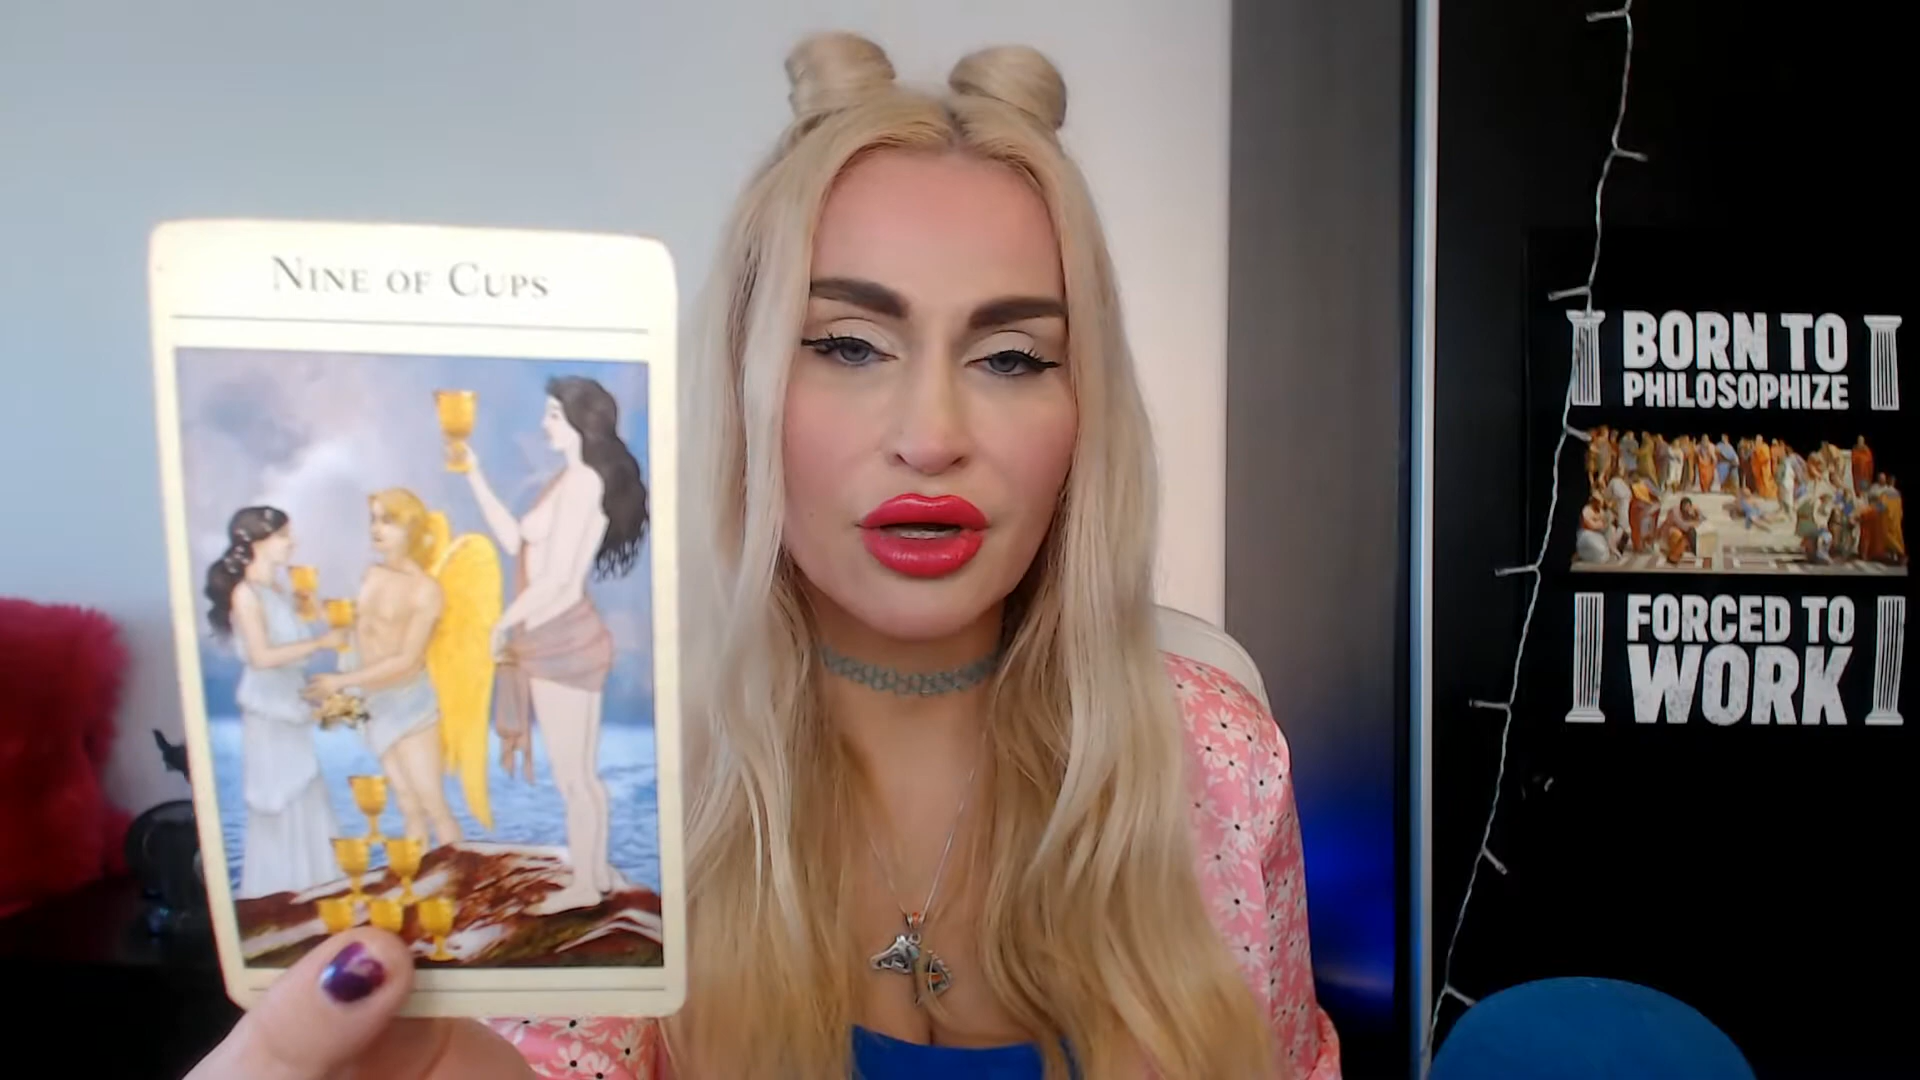 NINE OF CUPS
BORN TO
PHILOSOPHIZE
FORCED TO
WORK